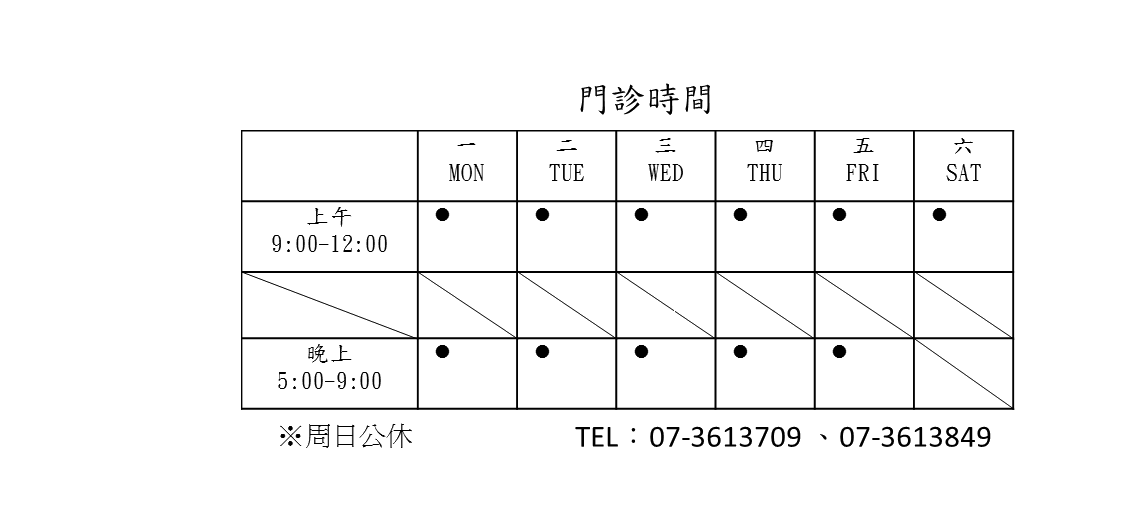 門診時間
一 二 三 四 五 六
MON TUE WED THU FRI SAT
上午 ● ● ● ● ● ●
9:00-12:00
晚上 ● ● ● ● ●
5:00-9:00
※周日公休 TEL：07-3613709、07-3613849